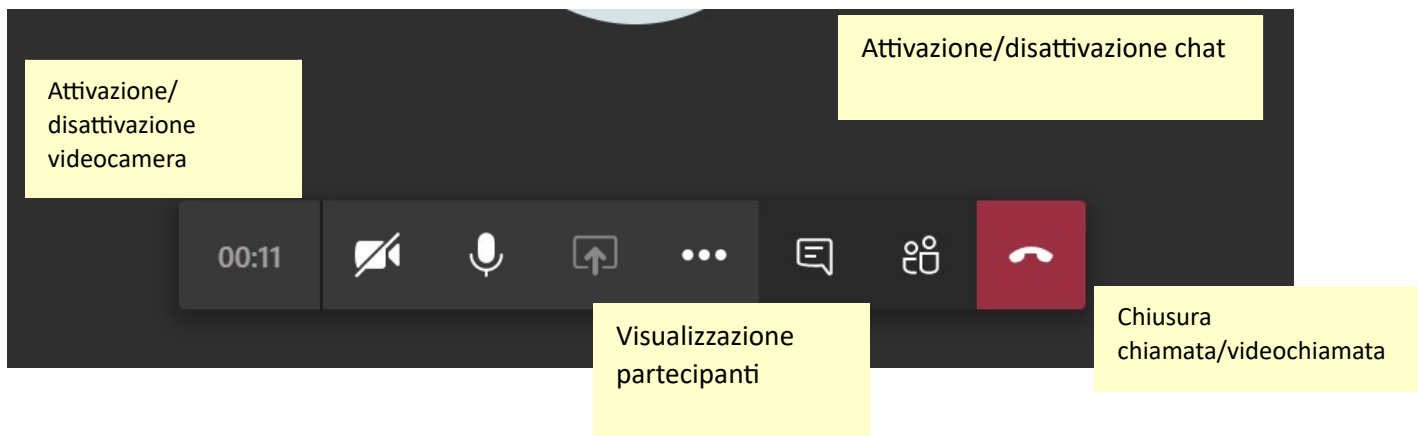 Attivazione/disattivazione chat
Attivazione/
disattivazione
videocamera
00:11
Visualizzazione
partecipanti
Chiusura
chiamata/videochiamata